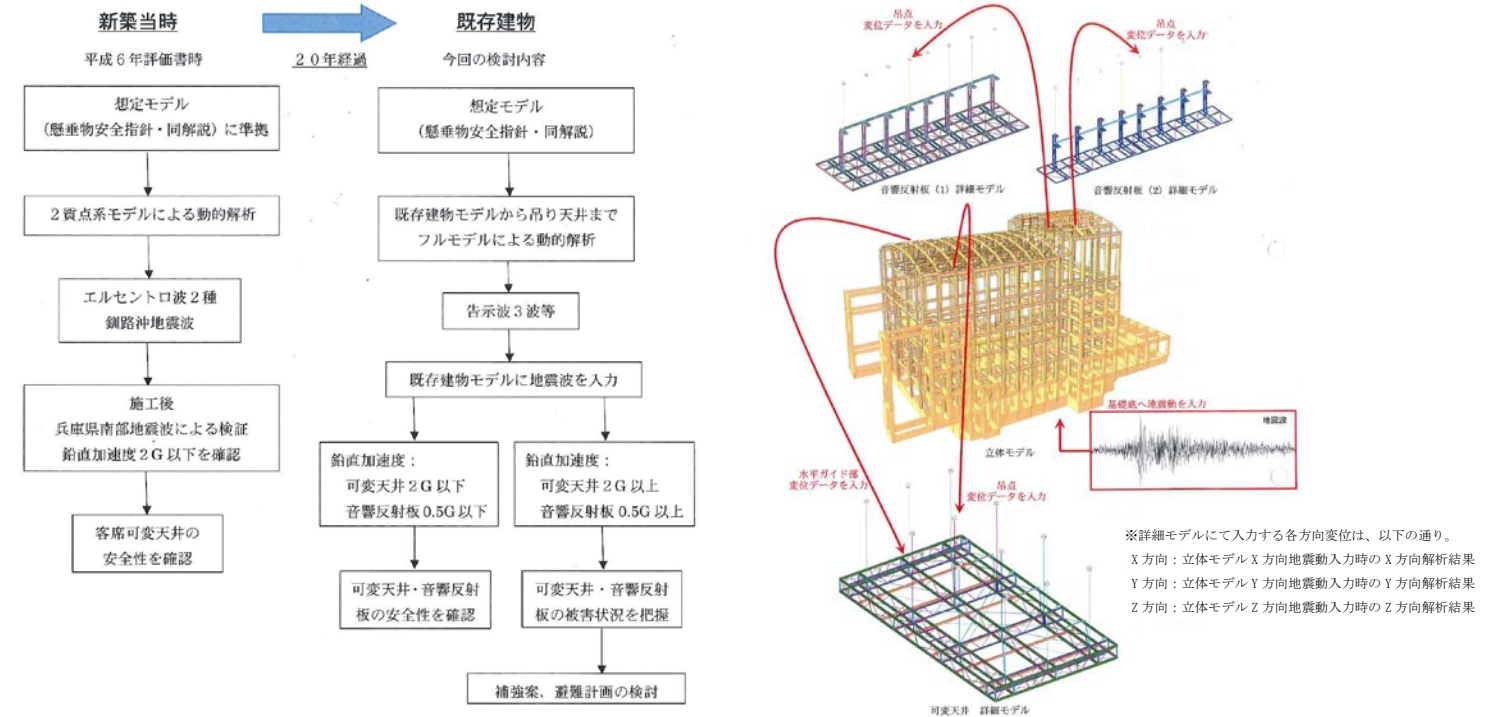 新築当時
平成6年評価書時
想定モデル
(懸垂物安全指針・同解説)に準拠
2質点系モデルによる動的解析
エルセントロ波2種
釧路沖地震波
施工後
兵庫県南部地震波による検証
鉛直加速度2G以下を確認
客席可変天井の
安全性を確認
20年経過
既存建物
今回の検討内容
想定モデル
(懸垂物安全指針・同解説)
既存建物モデルから吊り天井まで
フルモデルによる動的解析
告示波3波等
既存建物モデルに地震波を入力
鉛直加速度:
可変天井2G以下
音響反射板0.5G以下
可変天井・音響反射
板の安全性を確認
鉛直加速度:
可変天井2G以上
音響反射板0.5G以上
可変天井・音響反射
板の被害状況を把握
補強案、避難計画の検討
吊点
変位データを入力
吊点
変位データを入力
音響反射板(1)詳細モデル
音響反射板(2)詳細モデル
基礎底へ地震動を入力
地震波
立体モデル
水平ガイド部
変位データを入力
吊点
変位データを入力
可変天井 詳細モデル
※詳細モデルにて入力する各方向変位は、以下の通り。
X方向:立体モデルX方向地震動入力時のX方向解析結果
Y方向:立体モデルY方向地震動入力時のY方向解析結果
Z方向:立体モデルZ方向地震動入力時のZ方向解析結果